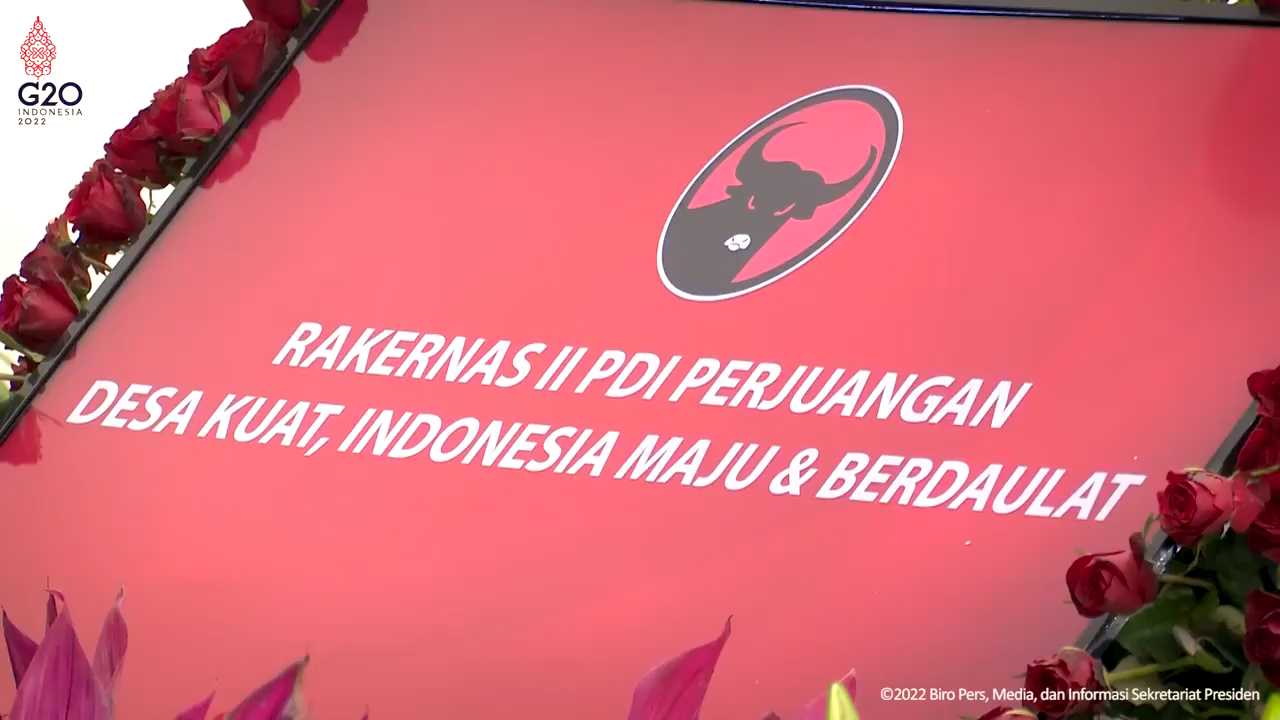 G20
INDONESIA
2022
RAKERNAS II PDI PERJUANGAN
DESA KUAT, INDONESIA MAJU & BERDAULAT
©2022 Biro Pers, Media, dan Informasi Sekretariat Presiden